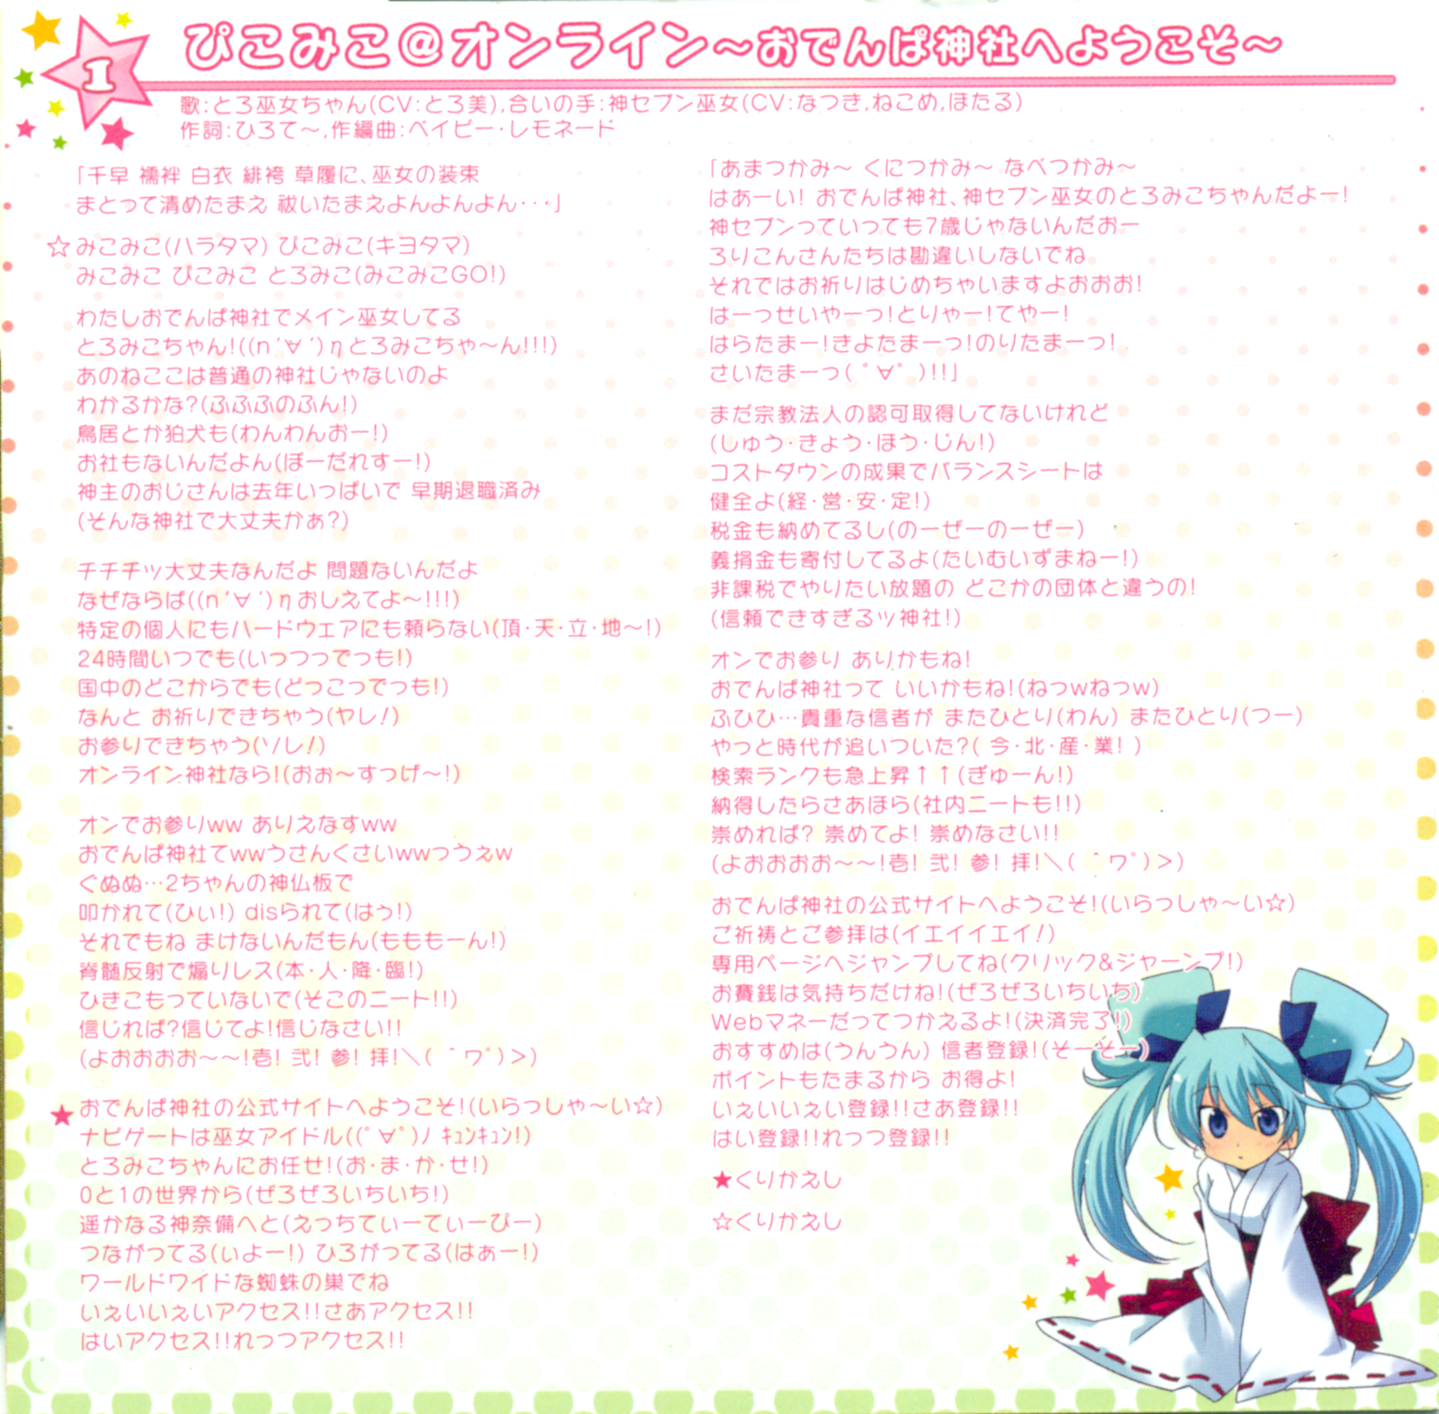 1
ぴこみこ@オンライン〜おでんぱ神社へようこそ〜
歌:とろ巫女ちゃん(CV:とろ美),合いの手:神セブン巫女(CV:なつき,ねこめ,ほたる)
作詞:ひろて〜,作編曲:ベイビー・レモネード
「千早 襦袢 白衣 緋袴 草履に、巫女の装束
まとって清めたまえ 祓いたまえよんよんよん・・・」
☆みこみこ(ハラタマ) ぴこみこ(キヨタマ)
みこみこ ぴこみこ とろみこ(みこみこGO!)
わたしおでんぱ神社でメイン巫女してる
とろみこちゃん!((n´∀´)ηとろみこちゃ〜ん!!!)
あのねここは普通の神社じゃないのよ
わかるかな?(ふふふのふん!)
鳥居とか狛犬も(わんわんおー!)
お社もないんだよん(ぼーだれすー!)
神主のおじさんは去年いっぱいで 早期退職済み
(そんな神社で大丈夫かぁ?)
チチチッ大丈夫なんだよ 問題ないんだよ
なぜならば((n´∀´)ηおしえてよ〜!!!)
特定の個人にもハードウェアにも頼らない(頂・天・立・地〜!)
24時間いつでも(いっつっでっも!)
国中のどこからでも(どっこっでっも!)
なんと お祈りできちゃう(ヤレ!)
お参りできちゃう(ソレ!)
オンライン神社なら!(おぉ〜すっげ〜!)
オンでお参りww ありえなすww
おでんぱ神社てwwうさんくさいwwっうぇw
ぐぬぬ…2ちゃんの神仏板で
叩かれて(ひぃ!) disられて(はぅ!)
それでもね まけないんだもん(ももももーん!)
脊髄反射で煽りレス(本・人・降・臨!)
ひきこもっていないで(そこのニート!!)
信じれば?信じてよ!信じなさい!!
(よおおおお〜〜!壱! 弐! 参! 拝!＼( ＾ワﾟ)＞)
★おでんぱ神社の公式サイトへようこそ!(いらっしゃ〜い☆)
ナビゲートは巫女アイドル((ﾟ∀ﾟ)ﾉ ｷｭﾝｷｭﾝ!)
とろみこちゃんにお任せ!(お・ま・か・せ!)
0と1の世界から(ぜろぜろいちいち!)
遥かなる神奈備へと(えっちてぃーてぃーぴー)
つながってる(いよー!) ひろがってる(はぁー!)
ワールドワイドな蜘蛛の巣でね
いぇいいぇいアクセス!!さあアクセス!!
はいアクセス!!れっつアクセス!!
「あまつかみ〜 くにつかみ〜 なべつかみ〜
はあーい! おでんぱ神社、神セブン巫女のとろみこちゃんだよー!
神セブンっていっても7歳じゃないんだおー
ろりこんさんたちは勘違いしないでね
それではお祈りはじめちゃいますよおおお!
はーっせいやーっ!とりゃー!てやー!
はらたまー!きよたまーっ!のりたまーっ!
さいたまーっ( ﾟ∀ﾟ )!!」
まだ宗教法人の認可取得してないけれど
(しゅう・きょう・ほう・じん!)
コストダウンの成果でバランスシートは
健全よ(経・営・安・定!)
税金も納めてるし(のーぜーのーぜー)
義捐金も寄付してるよ(たいむいずまねー!)
非課税でやりたい放題の どこかの団体と違うの!
(信頼できすぎるッ神社!)
オンでお参り ありかもね!
おでんぱ神社って いいかもね!(ねっwねっw)
ふひひ…貴重な信者が またひとり(わん) またひとり(つー)
やっと時代が追いついた?( 今・北・産・業! )
検索ランクも急上昇↑↑(ぎゅーん!)
納得したらさあほら(社内ニートも!!)
崇めれば? 崇めてよ! 崇めなさい!!
(よおおおお〜〜!壱! 弐! 参! 拝!＼( ＾ワﾟ)＞)
おでんぱ神社の公式サイトへようこそ!(いらっしゃ〜い☆)
ご祈祷とご参拝は(イエイイエイ!)
専用ページへジャンプしてね(クリック&ジャーンプ!)
お賽銭は気持ちだけね!(ぜろぜろいちいち)
Webマネーだってつかえるよ!(決済完了!)
おすすめは(うんうん) 信者登録!(そーそー)
ポイントもたまるから お得よ!
いぇいいぇい登録!!さあ登録!!
はい登録!!れっつ登録!!
★くりかえし
☆くりかえし